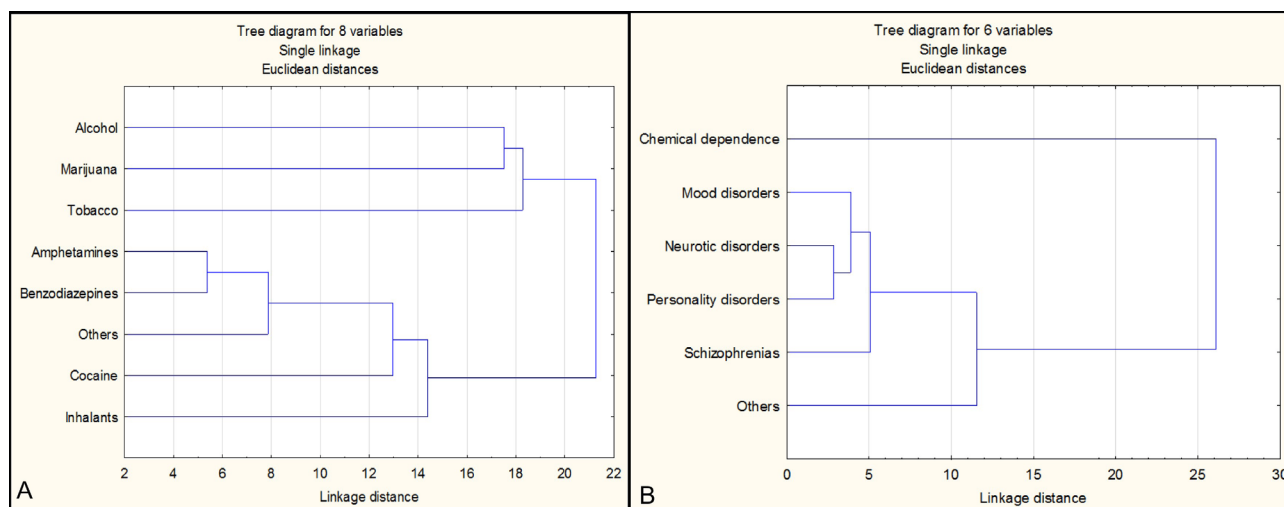 Tree diagram for 8 variables
Single linkage
Euclidean distances
Alcohol
Marijuana
Tobacco
Amphetamines
Benzodiazepines
Others
Cocaine
Inhalants
2 4 6 8 10 12 14 16 18 20 22
Linkage distance
A
Tree diagram for 6 variables
Single linkage
Euclidean distances
Chemical dependence
Mood disorders
Neurotic disorders
Personality disorders
Schizophrenias
Others
0 5 10 15 20 25 30
Linkage distance
B